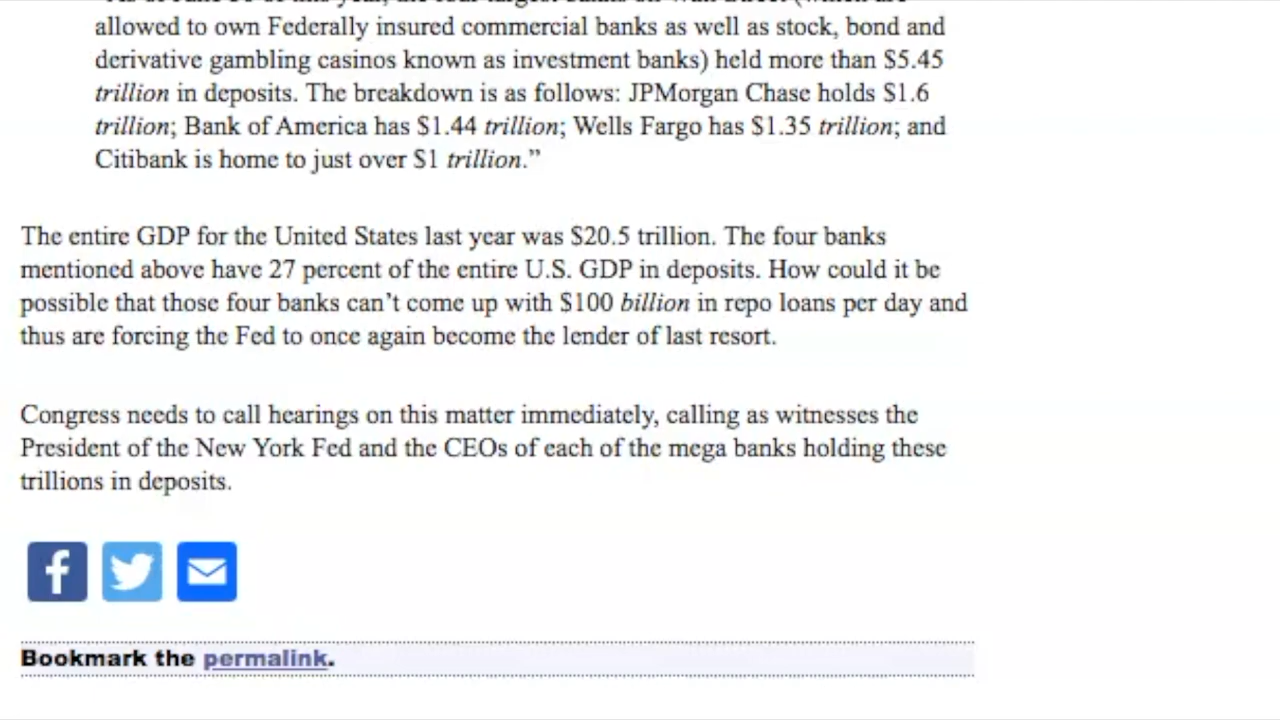 allowed to own Federally insured commercial banks as well as stock, bond and
derivative gambling casinos known as investment banks) held more than $5.45
trillion in deposits. The breakdown is as follows: JPMorgan Chase holds $1.6
trillion; Bank of America has $1.44 trillion; Wells Fargo has $1.35 trillion; and
Citibank is home to just over $1 trillion.”
The entire GDP for the United States last year was $20.5 trillion. The four banks
mentioned above have 27 percent of the entire U.S. GDP in deposits. How could it be
possible that those four banks can’t come up with $100 billion in repo loans per day and
thus are forcing the Fed to once again become the lender of last resort.
Congress needs to call hearings on this matter immediately, calling as witnesses the
President of the New York Fed and the CEOs of each of the mega banks holding these
trillions in deposits.
Bookmark the permalink.